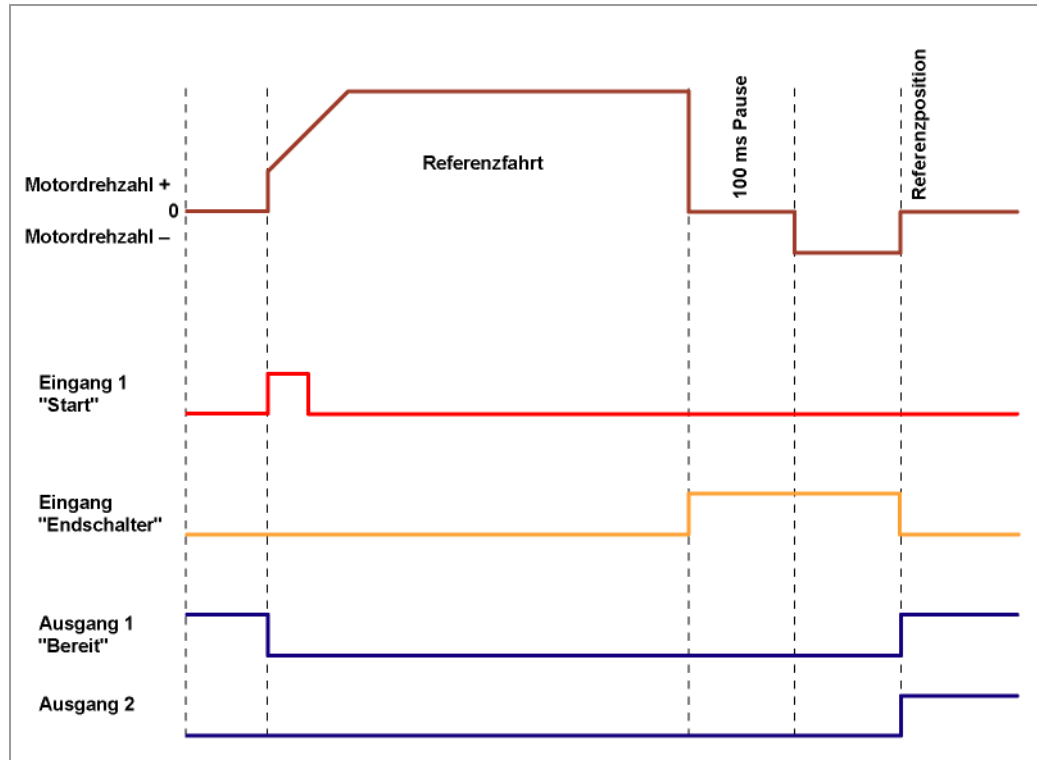 100 ms Pause
Referenzposition
Referenzfahrt
Motordrehzahl +
0
Motordrehzahl –
Eingang 1
"Start"
Eingang
"Endschalter"
Ausgang 1
"Bereit"
Ausgang 2